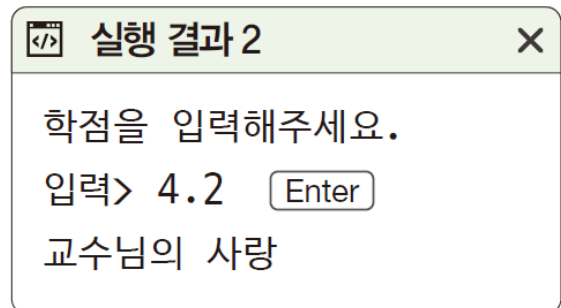 </> 실행 결과 2 ×
학점을 입력해주세요.
입력> 4.2 Enter
교수님의 사랑